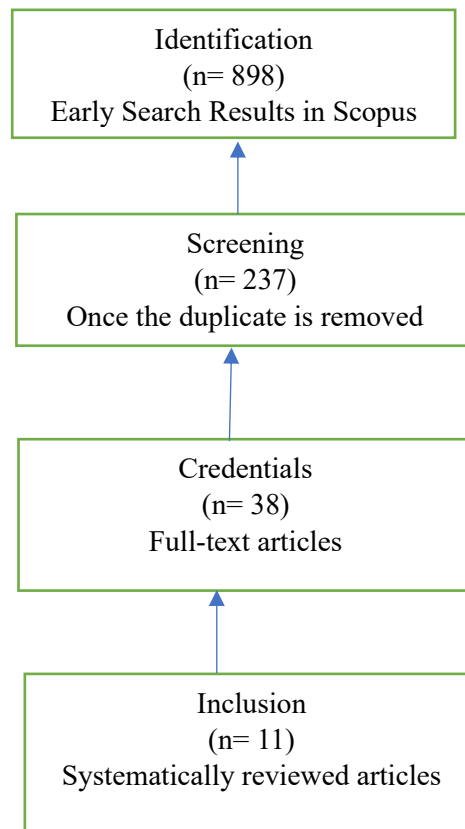 Identification
(n= 898)
Early Search Results in Scopus
Screening
(n= 237)
Once the duplicate is removed
Credentials
(n= 38)
Full-text articles
Inclusion
(n= 11)
Systematically reviewed articles